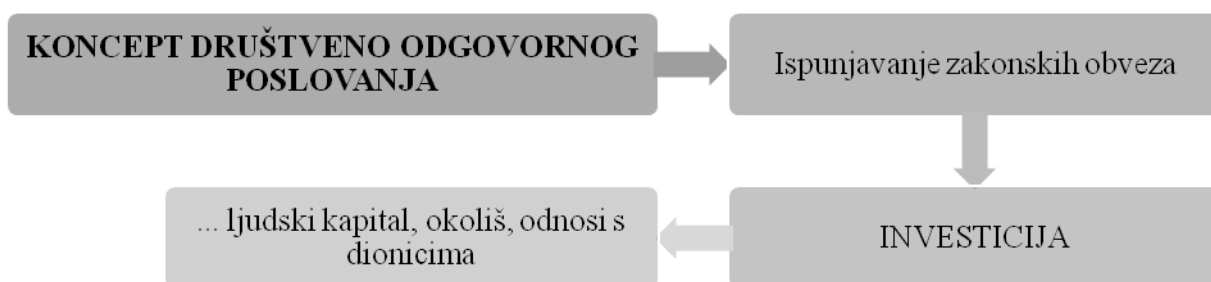 KONCEPT DRUŠTVENO ODGOVORNOG
POSLOVANJA
Ispunjavanje zakonskih obveza
INVESTICIJA
... ljudski kapital, okoliš, odnosi s
dionicima